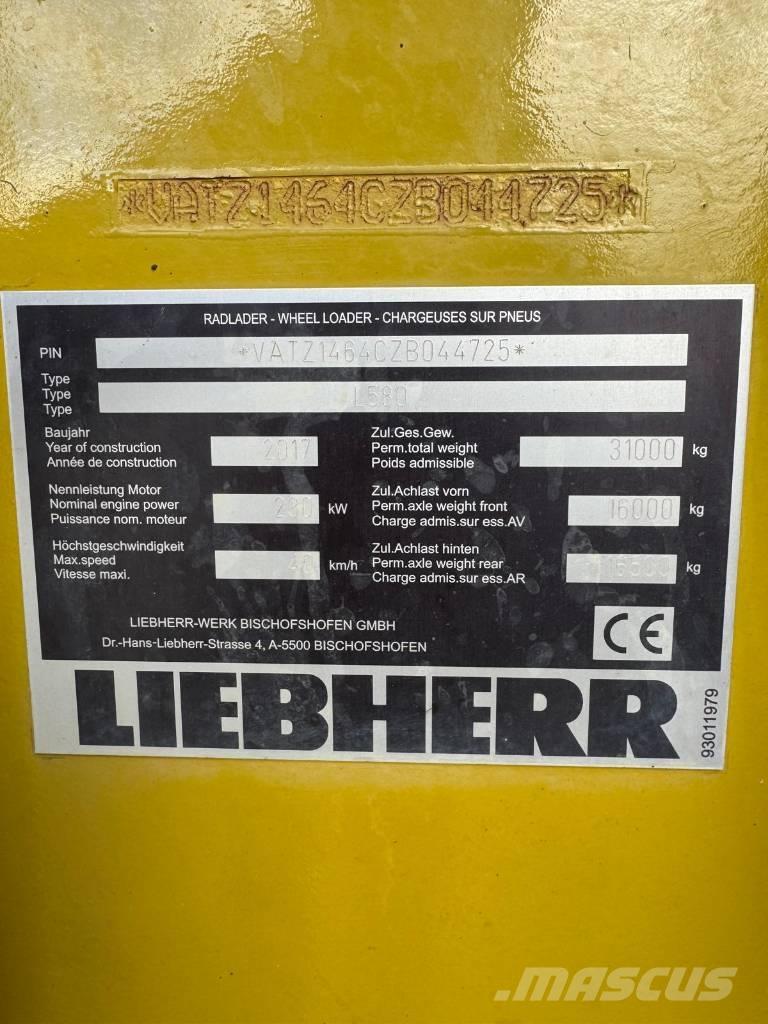 *VATZ1464CZB044725*
RADLADER - WHEEL LOADER - CHARGEUSES SUR PNEUS
PIN *VATZ1464CZB044725*
Type
Type L580
Type
Baujahr
Year of construction 2017
Année de construction
Zul.Ges.Gew.
Perm.total weight 31000 kg
Poids admissible
Nennleistung Motor
Nominal engine power 230 kW
Puissance nom. moteur
Zul.Achlast vorn
Perm.axle weight front 16000 kg
Charge admis.sur ess.AV
Höchstgeschwindigkeit
Max.speed 40 km/h
Vitesse maxi.
Zul.Achlast hinten
Perm.axle weight rear 16500 kg
Charge admis.sur ess.AR
LIEBHERR-WERK BISCHOFSHOFEN GMBH
Dr.-Hans-Liebherr-Strasse 4, A-5500 BISCHOFSHOFEN
CE
LIEBHERR
93011979
MASCUS